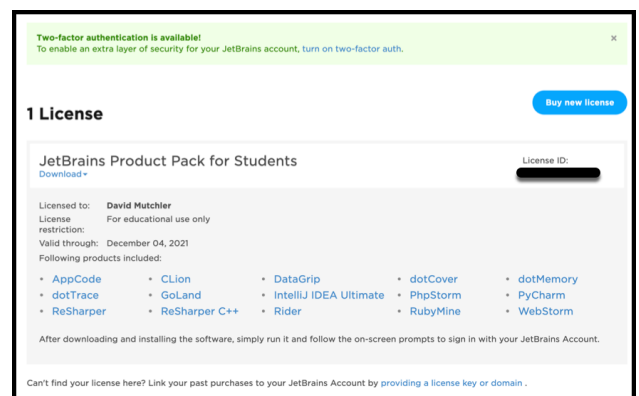 Two-factor authentication is available!
To enable an extra layer of security for your JetBrains account, turn on two-factor auth.
×
Buy new license
1 License
JetBrains Product Pack for Students
Download
License ID:
Licensed to: David Mutchler
License restriction: For educational use only
Valid through: December 04, 2021
Following products included:
• AppCode • CLion • DataGrip • dotCover • dotMemory
• dotTrace • GoLand • IntelliJ IDEA Ultimate • PhpStorm • PyCharm
• ReSharper • ReSharper C++ • Rider • RubyMine • WebStorm
After downloading and installing the software, simply run it and follow the on-screen prompts to sign in with your JetBrains Account.
Can't find your license here? Link your past purchases to your JetBrains Account by providing a license key or domain .